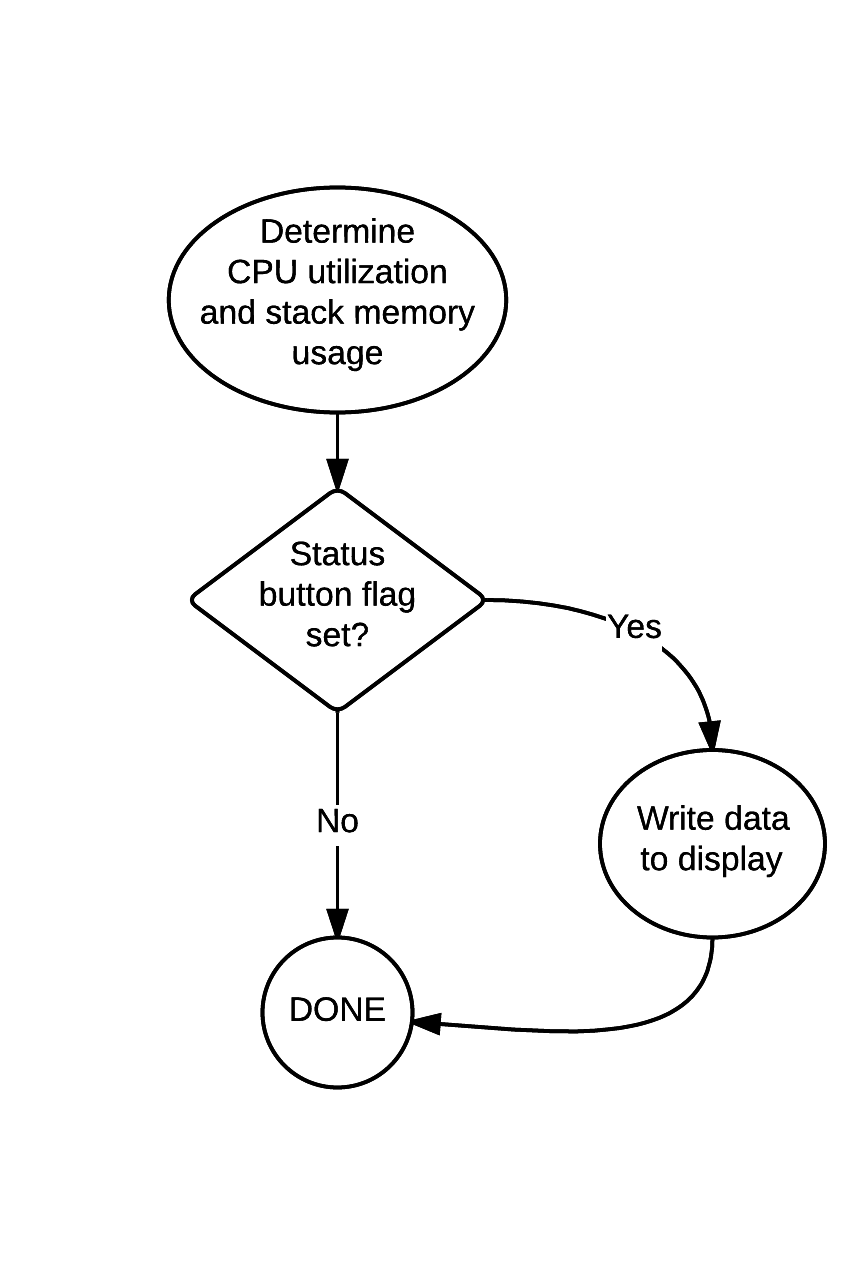 Determine
CPU utilization
and stack memory
usage
Status
button flag
set?
Yes
Write data
to display
No
DONE